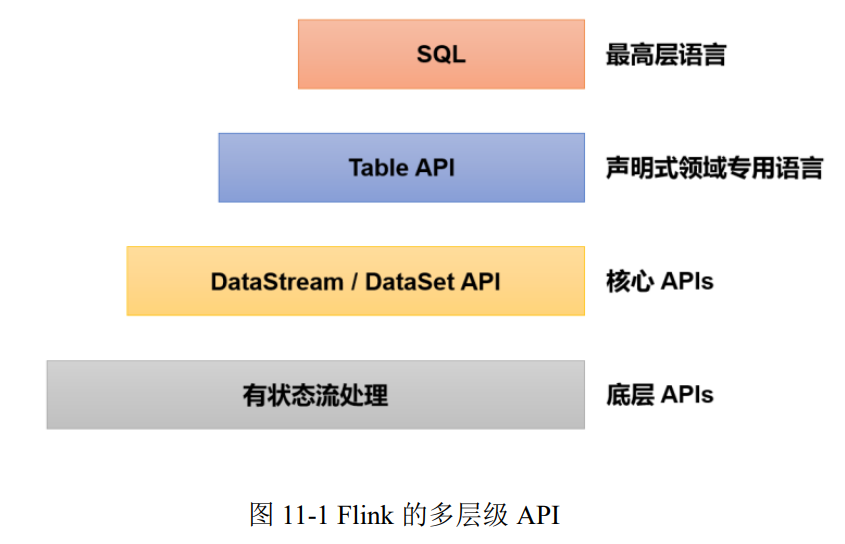 SQL 最高层语言
Table API 声明式领域专用语言
DataStream / DataSet API 核心 APIs
有状态流处理 底层 APIs
图 11-1 Flink 的多层级 API